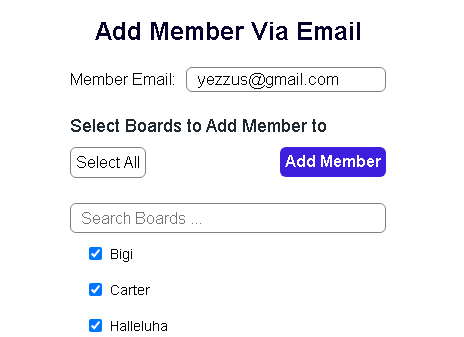 Add Member Via Email
Member Email: yezzus@gmail.com
Select Boards to Add Member to
Select All Add Member
Search Boards ...
Bigi
Carter
Halleluha